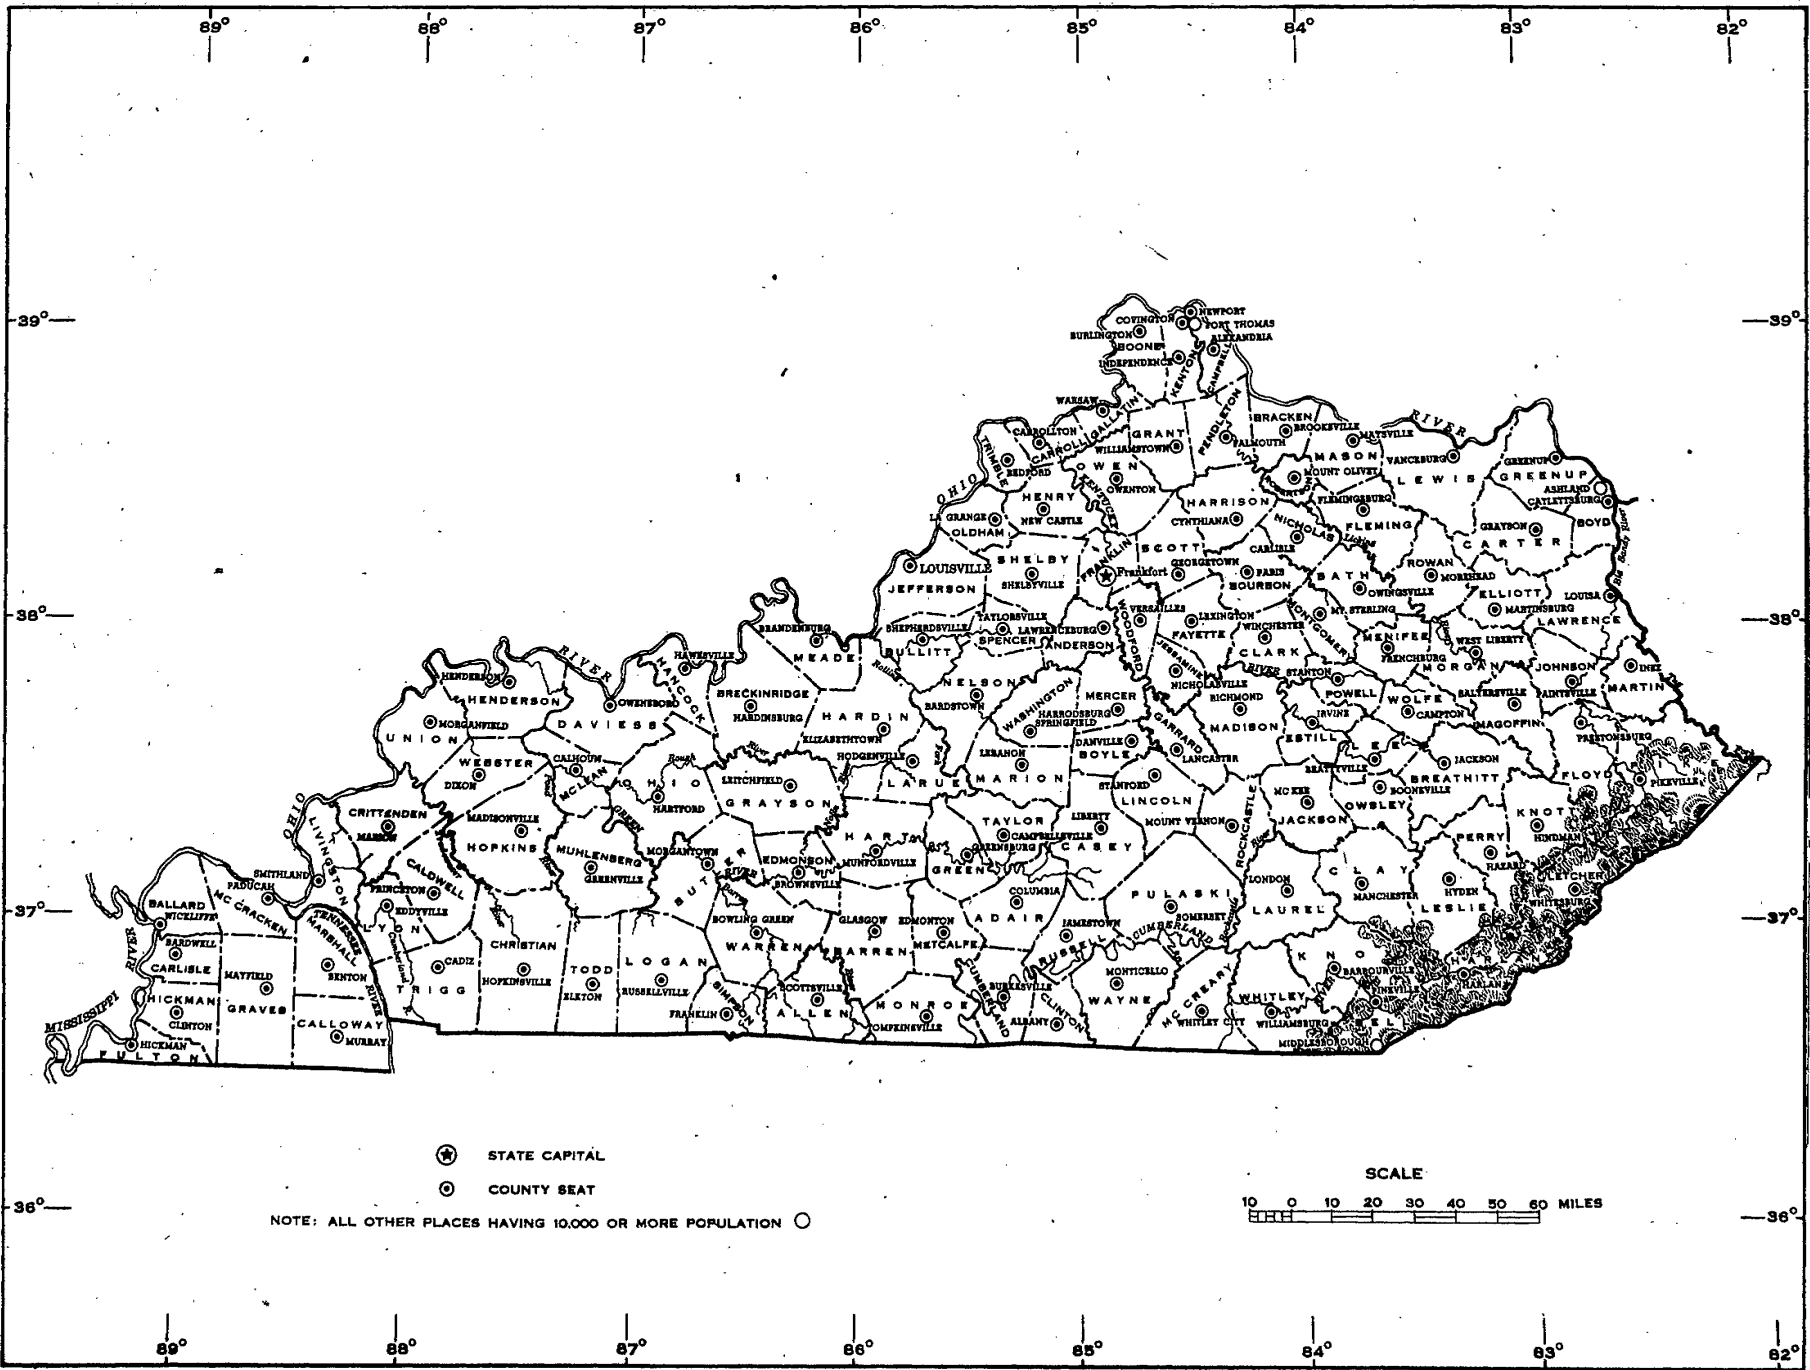 89° 88° 87° 86° 85° 84° 83° 82°
39° 39°
NEWPORT
COVINGTON
FORT THOMAS
BURLINGTON
ALEXANDRIA
BOONE
INDEPENDENCE
KENTON
CAMPBELL
WARSAW
GALLATIN
CARROLLTON
CARROLL
GRANT
WILLIAMSTOWN
PENDLETON
FALMOUTH
BRACKEN
BROOKSVILLE
RIVER
MATSVILLE
MASON
VANCEBURG
LEWIS
GREENUP
GREENUP
ASHLAND
CATLETTSBURG
TRIMBLE
BEDFORD
OWEN
OWENTON
KENTUCKY
MOUNT OLIVET
ROBERTSON
HARRISON
CYNTHIANA
FLEMINGSBURG
FLEMING
OHIO
HENRY
NEW CASTLE
LA GRANGE
OLDHAM
NICHOLAS
CARLISLE
Licking
GRAYSON
CARTER
BOYD
Big Sandy River
LOUISVILLE
JEFFERSON
SHELBY
SHELBYVILLE
FRANKLIN
Frankfort
SCOTT
GEORGETOWN
PARIS
BOURBON
BATH
OWINGSVILLE
ROWAN
MOREHEAD
ELLIOTT
MARTINSBURG
LOUISA
LAWRENCE
38° 38°
BRANDENBURG
MEADE
SHEPHERDSVILLE
BULLITT
TAYLORSVILLE
SPENCER
LAWRENCEBURG
ANDERSON
VERSAILLES
WOODFORD
LEXINGTON
FAYETTE
WINCHESTER
CLARK
MT. STERLING
MONTGOMERY
MENIFEE
FRENCHBURG
WEST LIBERTY
MORGAN
JOHNSON
PAINTSVILLE
INEZ
MARTIN
RIVER
HAWESVILLE
HANCOCK
HENDERSON
HENDERSON
OWENSBORO
DAVIESS
BRECKINRIDGE
HARDINSBURG
HARDIN
ELIZABETHTOWN
Rolling
NELSON
BARDSTOWN
WASHINGTON
SPRINGFIELD
MERCER
HARRODSBURG
JESSAMINE
NICHOLASVILLE
RICHMOND
MADISON
RIVER
STANTON
POWELL
WOLFE
CAMPTON
SALYERSVILLE
MAGOFFIN
PRESTONSBURG
MORGANFIELD
UNION
WEBSTER
DIXON
CALHOUN
MCLEAN
OHIO
HARTFORD
Rough
River
LEITCHFIELD
GRAYSON
HODGENVILLE
LARUE
LEBANON
MARION
DANVILLE
BOYLE
GARRARD
LANCASTER
STANFORD
LINCOLN
IRVINE
ESTILL
LEE
BEATTYVILLE
JACKSON
BREATHITT
FLOYD
PIKEVILLE
OHIO
CRITTENDEN
MARION
LIVINGSTON
MADISONVILLE
HOPKINS
MUHLENBERG
GREENVILLE
GREEN
MORGANTOWN
BUTLER
RIVER
EDMONSON
BROWNSVILLE
HART
MUNFORDVILLE
GREENSBURG
GREEN
TAYLOR
CAMPBELLSVILLE
LIBERTY
CASEY
MOUNT VERNON
ROCKCASTLE
River
MC KEE
JACKSON
OWSLEY
BOONEVILLE
PERRY
HAZARD
KNOTT
HINDMAN
SMITHLAND
PADUCAH
MC CRACKEN
BALLARD
WICKLIFFE
PRINCETON
CALDWELL
EDDYVILLE
LYON
COLUMBIA
ADAIR
PULASKI
SOMERSET
LONDON
LAUREL
CLAY
MANCHESTER
HYDEN
LESLIE
LETCHER
WHITESBURG
37° 37°
RIVER
BARDWELL
CARLISLE
MAYFIELD
GRAVES
TENNESSEE
MARSHALL
BENTON
RIVER
Cumberland
CADIZ
TRIGG
CHRISTIAN
HOPKINSVILLE
TODD
ELKTON
LOGAN
RUSSELLVILLE
BOWLING GREEN
WARREN
GLASGOW
BARREN
EDMONTON
METCALFE
JAMESTOWN
RUSSELL
CUMBERLAND
MONTICELLO
WAYNE
KNOX
BARBOURVILLE
PINEVILLE
HARLAN
MISSISSIPPI
HICKMAN
CLINTON
HICKMAN
FULTON
CALLOWAY
MURRAY
SIMPSON
FRANKLIN
SCOTTSVILLE
ALLEN
MONROE
TOMPKINSVILLE
CUMBERLAND
BURKESVILLE
CLINTON
ALBANY
MCCREARY
WHITLEY CITY
WHITLEY
WILLIAMSBURG
RIVER
MIDDLESBOROUGH
STATE CAPITAL
COUNTY SEAT
NOTE: ALL OTHER PLACES HAVING 10,000 OR MORE POPULATION
SCALE
10 0 10 20 30 40 50 60 MILES
36° 36°
89° 88° 87° 86° 85° 84° 83° 82°